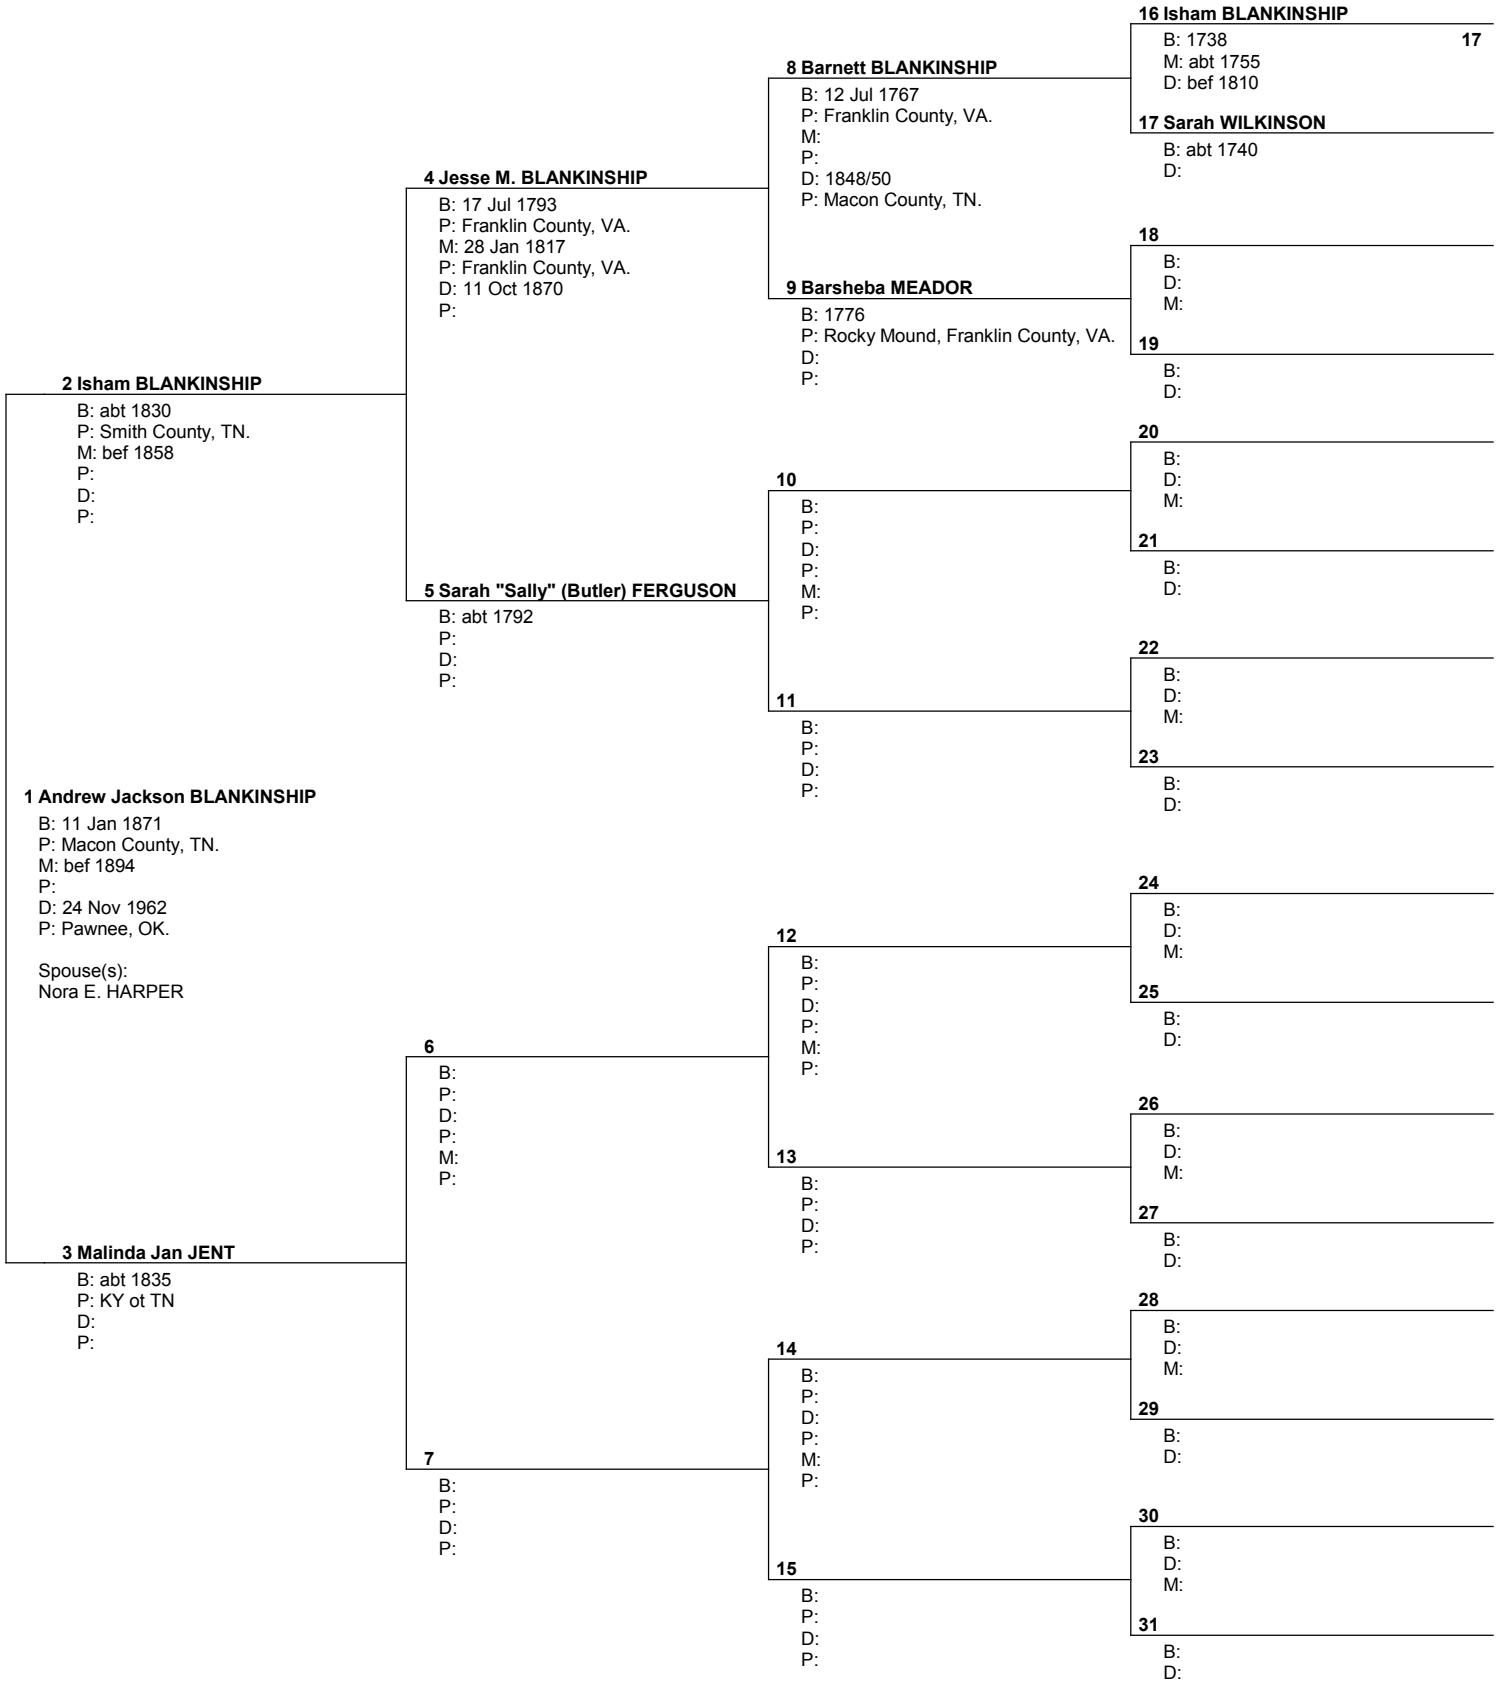 16 Isham BLANKINSHIP
B: 1738 17
M: abt 1755
D: bef 1810
8 Barnett BLANKINSHIP
B: 12 Jul 1767
P: Franklin County, VA.
M:
P:
D: 1848/50
P: Macon County, TN.
17 Sarah WILKINSON
B: abt 1740
D:
4 Jesse M. BLANKINSHIP
B: 17 Jul 1793
P: Franklin County, VA.
M: 28 Jan 1817
P: Franklin County, VA.
D: 11 Oct 1870
P:
18
B:
D:
M:
9 Barsheba MEADOR
B: 1776
P: Rocky Mound, Franklin County, VA.
D:
P:
19
B:
D:
2 Isham BLANKINSHIP
B: abt 1830
P: Smith County, TN.
M: bef 1858
P:
D:
P:
20
B:
D:
M:
10
B:
P:
D:
P:
M:
P:
21
B:
D:
5 Sarah "Sally" (Butler) FERGUSON
B: abt 1792
P:
D:
P:
22
B:
D:
M:
11
B:
P:
D:
P:
23
B:
D:
1 Andrew Jackson BLANKINSHIP
B: 11 Jan 1871
P: Macon County, TN.
M: bef 1894
P:
D: 24 Nov 1962
P: Pawnee, OK.
Spouse(s):
Nora E. HARPER
24
B:
D:
M:
12
B:
P:
D:
P:
M:
P:
25
B:
D:
6
B:
P:
D:
P:
M:
P:
26
B:
D:
M:
13
B:
P:
D:
P:
27
B:
D:
3 Malinda Jan JENT
B: abt 1835
P: KY ot TN
D:
P:
28
B:
D:
M:
14
B:
P:
D:
P:
M:
P:
29
B:
D:
7
B:
P:
D:
P:
30
B:
D:
M:
15
B:
P:
D:
P:
31
B:
D: